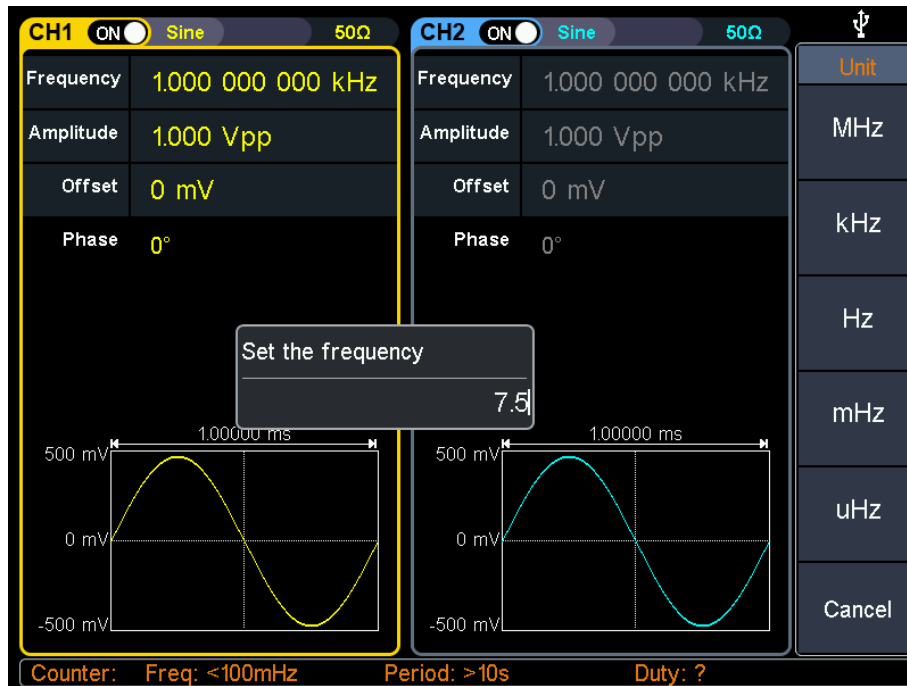 CH1 ON Sine 50Ω
Frequency 1.000 000 000 kHz
Amplitude 1.000 Vpp
Offset 0 mV
Phase 0°
1.00000 ms
500 mV
0 mV
-500 mV
CH2 ON Sine 50Ω
Frequency 1.000 000 000 kHz
Amplitude 1.000 Vpp
Offset 0 mV
Phase 0°
1.00000 ms
500 mV
0 mV
-500 mV
Set the frequency
7.5
Unit
MHz
kHz
Hz
mHz
uHz
Cancel
Counter: Freq: <100mHz Period: >10s Duty: ?